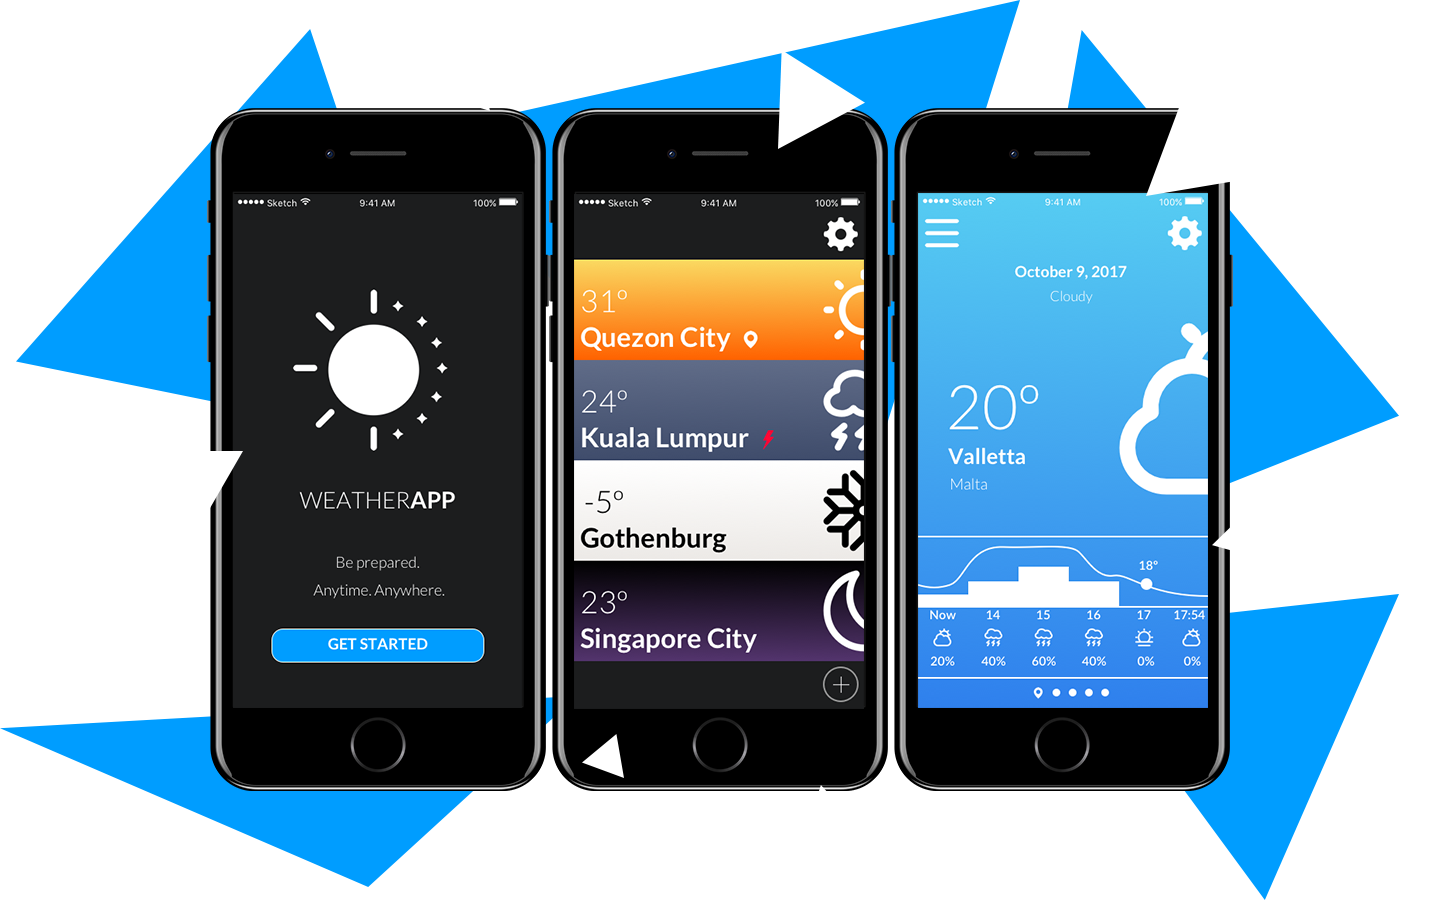 ●●●●● Sketch 9:41 AM 100%
WEATHERAPP
Be prepared.
Anytime. Anywhere.
GET STARTED
●●●●● Sketch 9:41 AM 100%
31°
Quezon City
24°
Kuala Lumpur
-5°
Gothenburg
23°
Singapore City
●●●●● Sketch 9:41 AM 100%
October 9, 2017
Cloudy
20°
Valletta
Malta
18°
Now 14 15 16 17 17:54
20% 40% 60% 40% 0% 0%